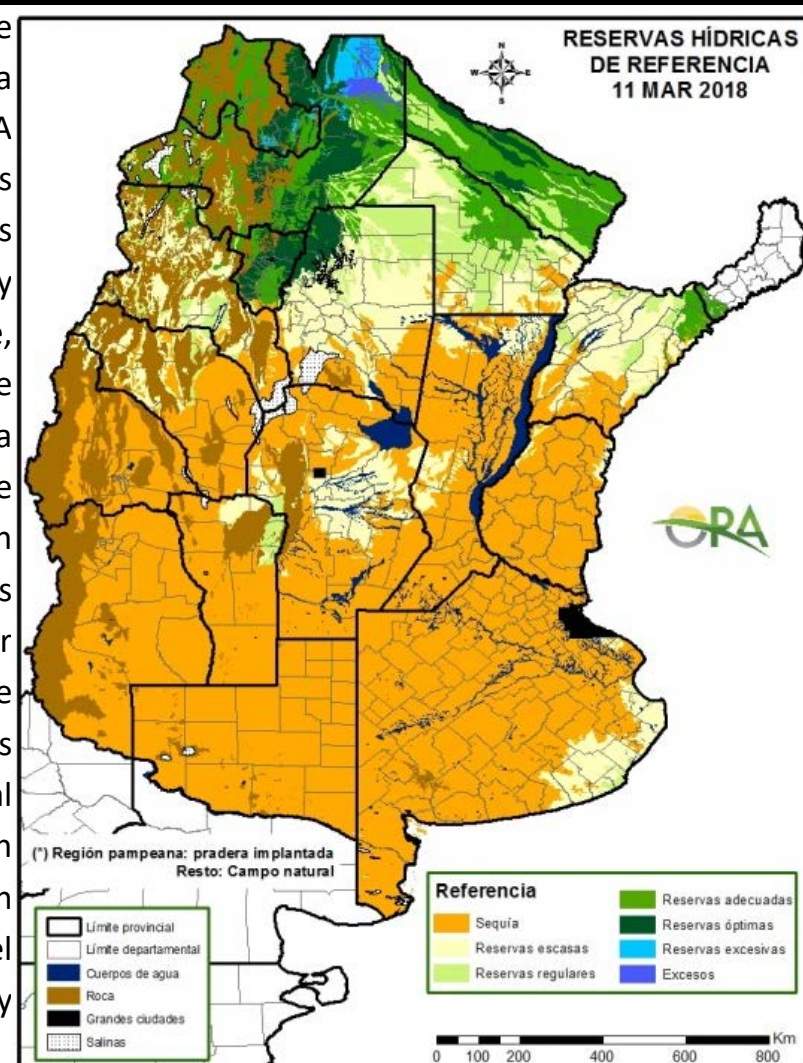 e
a
A
s
s
y
e,
e
a
e
n
s
r
e
s
al
n
n
el
y
RESERVAS HÍDRICAS
DE REFERENCIA
11 MAR 2018
N
W E
S
ORA
(*) Región pampeana: pradera implantada
Resto: Campo natural
Límite provincial
Límite departamental
Cuerpos de agua
Roca
Grandes ciudades
Salinas
Referencia
Sequía
Reservas escasas
Reservas regulares
Reservas adecuadas
Reservas óptimas
Reservas excesivas
Excesos
Km
0 100 200 400 600 800